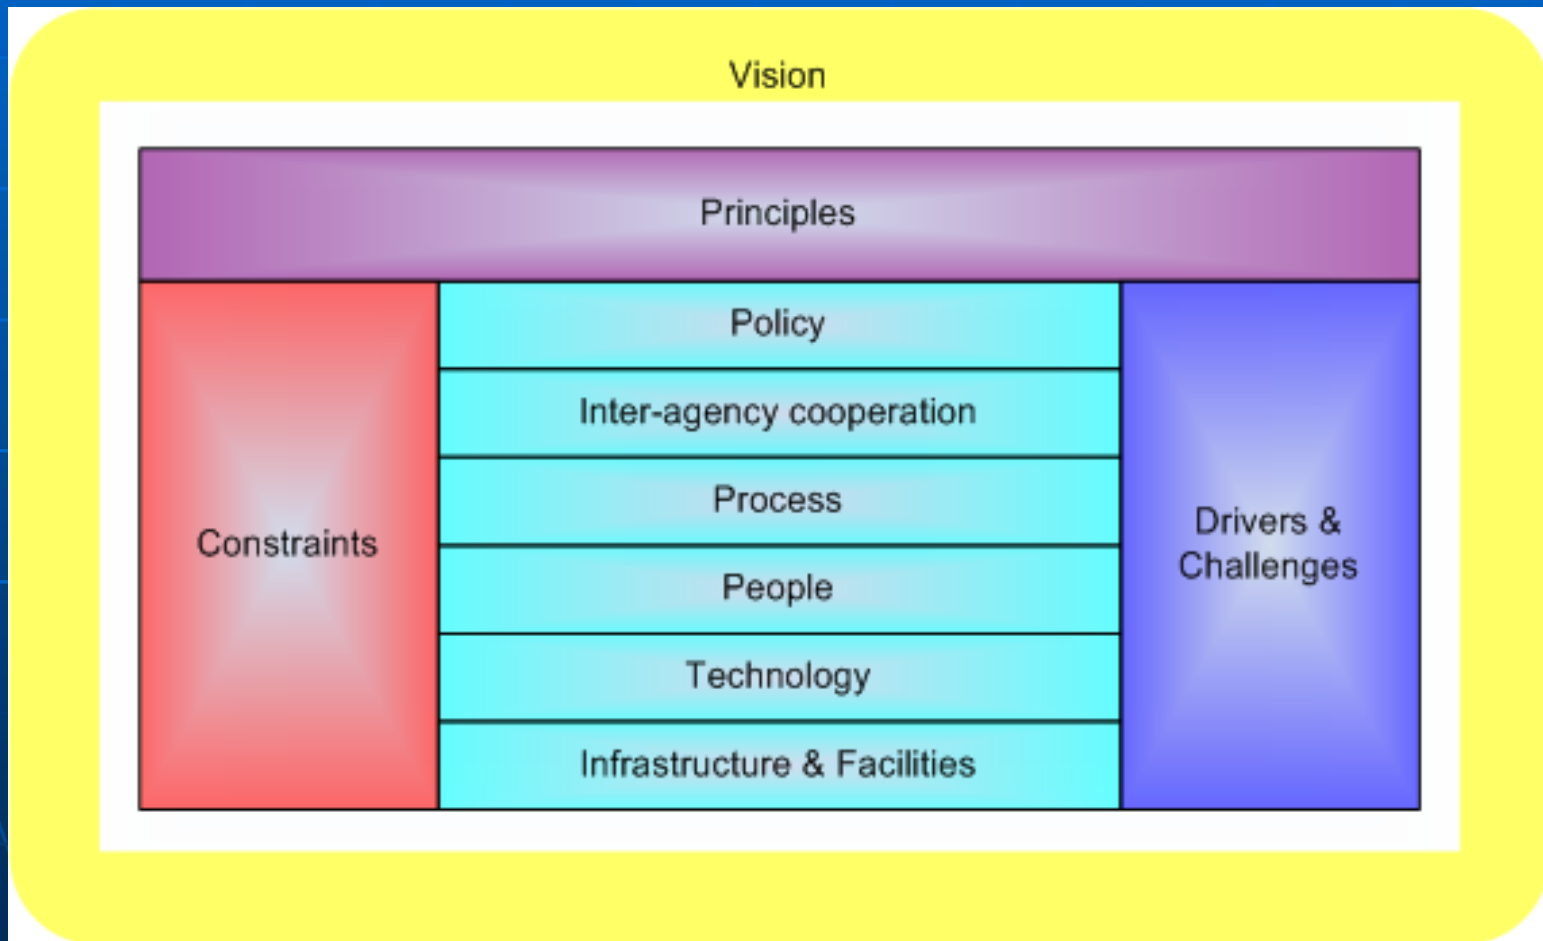 Vision
Principles
Constraints
Policy
Inter-agency cooperation
Process
People
Technology
Infrastructure & Facilities
Drivers &
Challenges